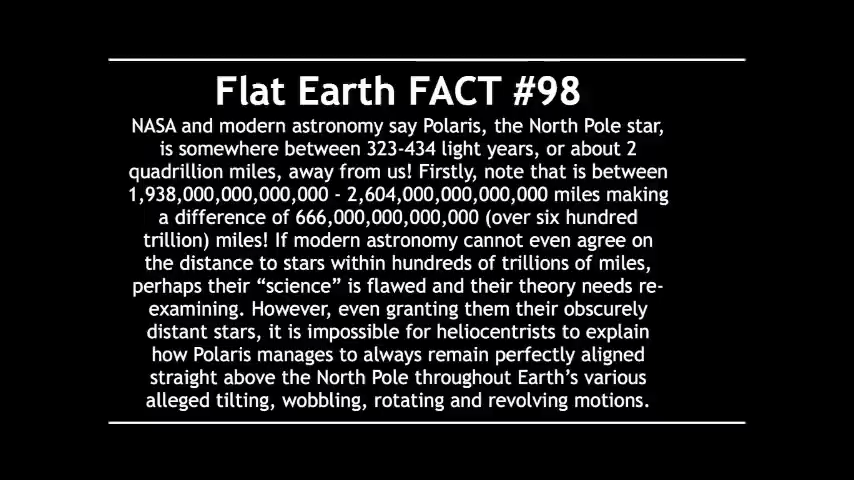 Flat Earth FACT #98
NASA and modern astronomy say Polaris, the North Pole star,
is somewhere between 323-434 light years, or about 2
quadrillion miles, away from us! Firstly, note that is between
1,938,000,000,000,000 - 2,604,000,000,000,000 miles making
a difference of 666,000,000,000,000 (over six hundred
trillion) miles! If modern astronomy cannot even agree on
the distance to stars within hundreds of trillions of miles,
perhaps their “science” is flawed and their theory needs re-
examining. However, even granting them their obscurely
distant stars, it is impossible for heliocentrists to explain
how Polaris manages to always remain perfectly aligned
straight above the North Pole throughout Earth’s various
alleged tilting, wobbling, rotating and revolving motions.